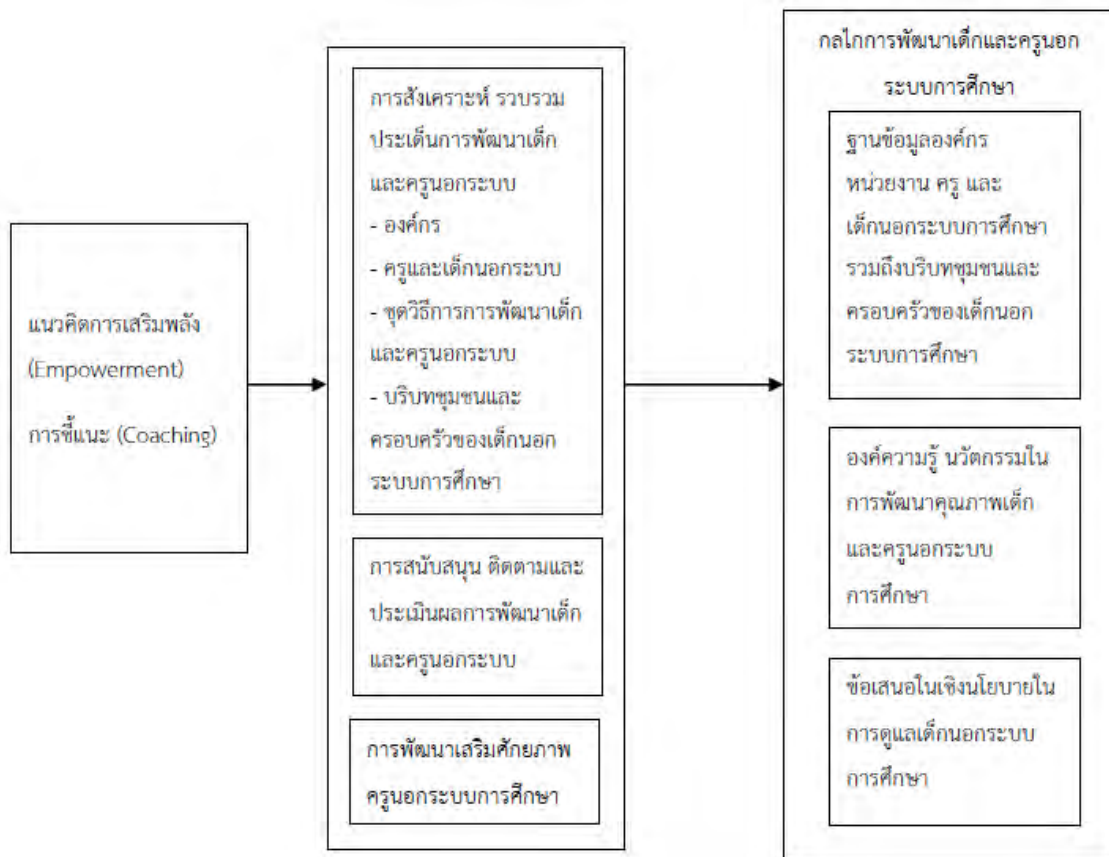 แนวคิดการเสริมพลัง
(Empowerment)
การชี้แนะ (Coaching)
การสังเคราะห์ รวบรวม
ประเด็นการพัฒนาเด็ก
และครูนอกระบบ
- องค์กร
- ครูและเด็กนอกระบบ
- ชุดวิธีการการพัฒนาเด็ก
และครูนอกระบบ
- บริบทชุมชนและ
ครอบครัวของเด็กนอก
ระบบการศึกษา
การสนับสนุน ติดตามและ
ประเมินผลการพัฒนาเด็ก
และครูนอกระบบ
การพัฒนาเสริมศักยภาพ
ครูนอกระบบการศึกษา
กลไกการพัฒนาเด็กและครูนอก
ระบบการศึกษา
ฐานข้อมูลองค์กร
หน่วยงาน ครู และ
เด็กนอกระบบการศึกษา
รวมถึงบริบทชุมชนและ
ครอบครัวของเด็กนอก
ระบบการศึกษา
องค์ความรู้ นวัตกรรมใน
การพัฒนาคุณภาพเด็ก
และครูนอกระบบ
การศึกษา
ข้อเสนอในเชิงนโยบายใน
การดูแลเด็กนอกระบบ
การศึกษา